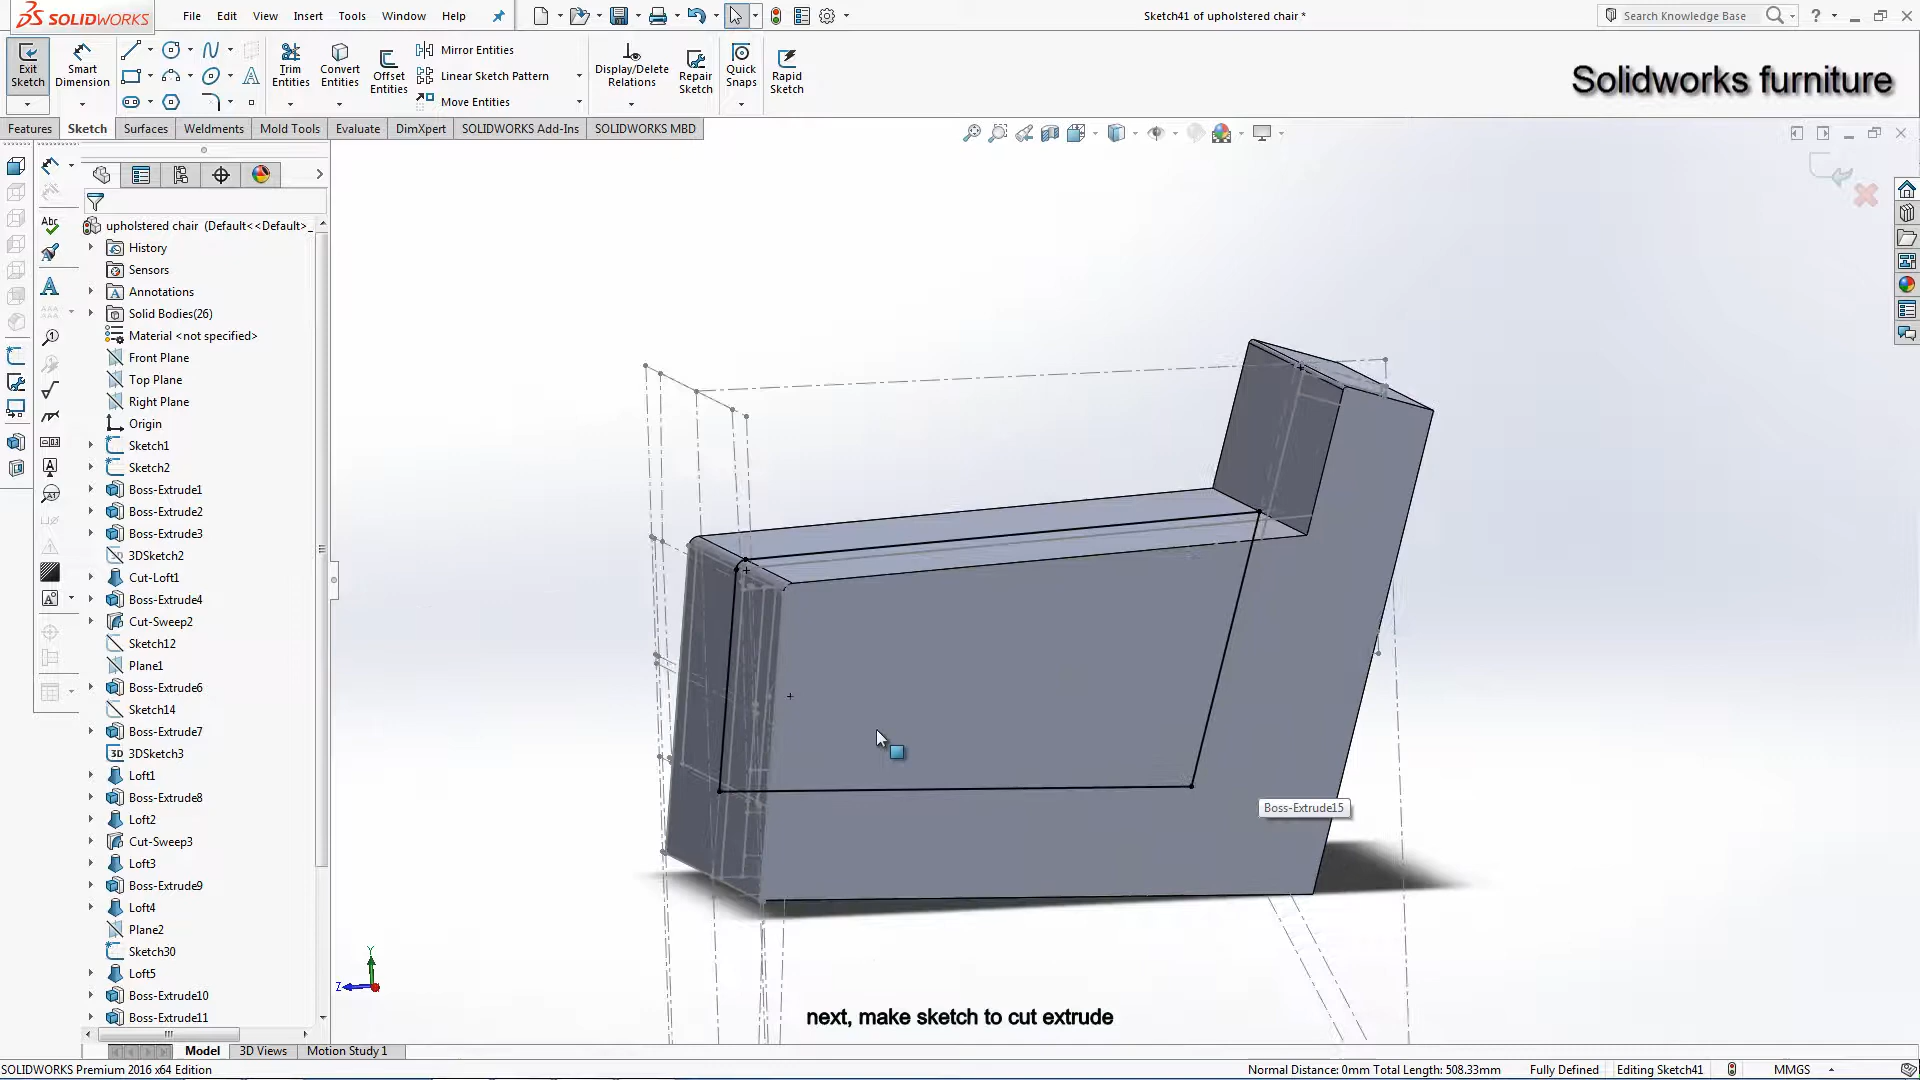 SOLIDWORKS
File Edit View Insert Tools Window Help
Sketch41 of upholstered chair *
Search Knowledge Base
Exit Sketch
Smart Dimension
Trim Entities
Convert Entities
Offset Entities
Mirror Entities
Linear Sketch Pattern
Move Entities
Display/Delete Relations
Repair Sketch
Quick Snaps
Rapid Sketch
Solidworks furniture
Features Sketch Surfaces Weldments Mold Tools Evaluate DimXpert SOLIDWORKS Add-Ins SOLIDWORKS MBD
upholstered chair (Default<<Default>_
History
Sensors
Annotations
Solid Bodies(26)
Material <not specified>
Front Plane
Top Plane
Right Plane
Origin
Sketch1
Sketch2
Boss-Extrude1
Boss-Extrude2
Boss-Extrude3
3DSketch2
Cut-Loft1
Boss-Extrude4
Cut-Sweep2
Sketch12
Plane1
Boss-Extrude6
Sketch14
Boss-Extrude7
3DSketch3
Loft1
Boss-Extrude8
Loft2
Cut-Sweep3
Loft3
Boss-Extrude9
Loft4
Plane2
Sketch30
Loft5
Boss-Extrude10
Boss-Extrude11
Boss-Extrude15
Y
Z
next, make sketch to cut extrude
Model 3D Views Motion Study 1
SOLIDWORKS Premium 2016 x64 Edition
Normal Distance: 0mm Total Length: 508.33mm Fully Defined Editing Sketch41 MMGS